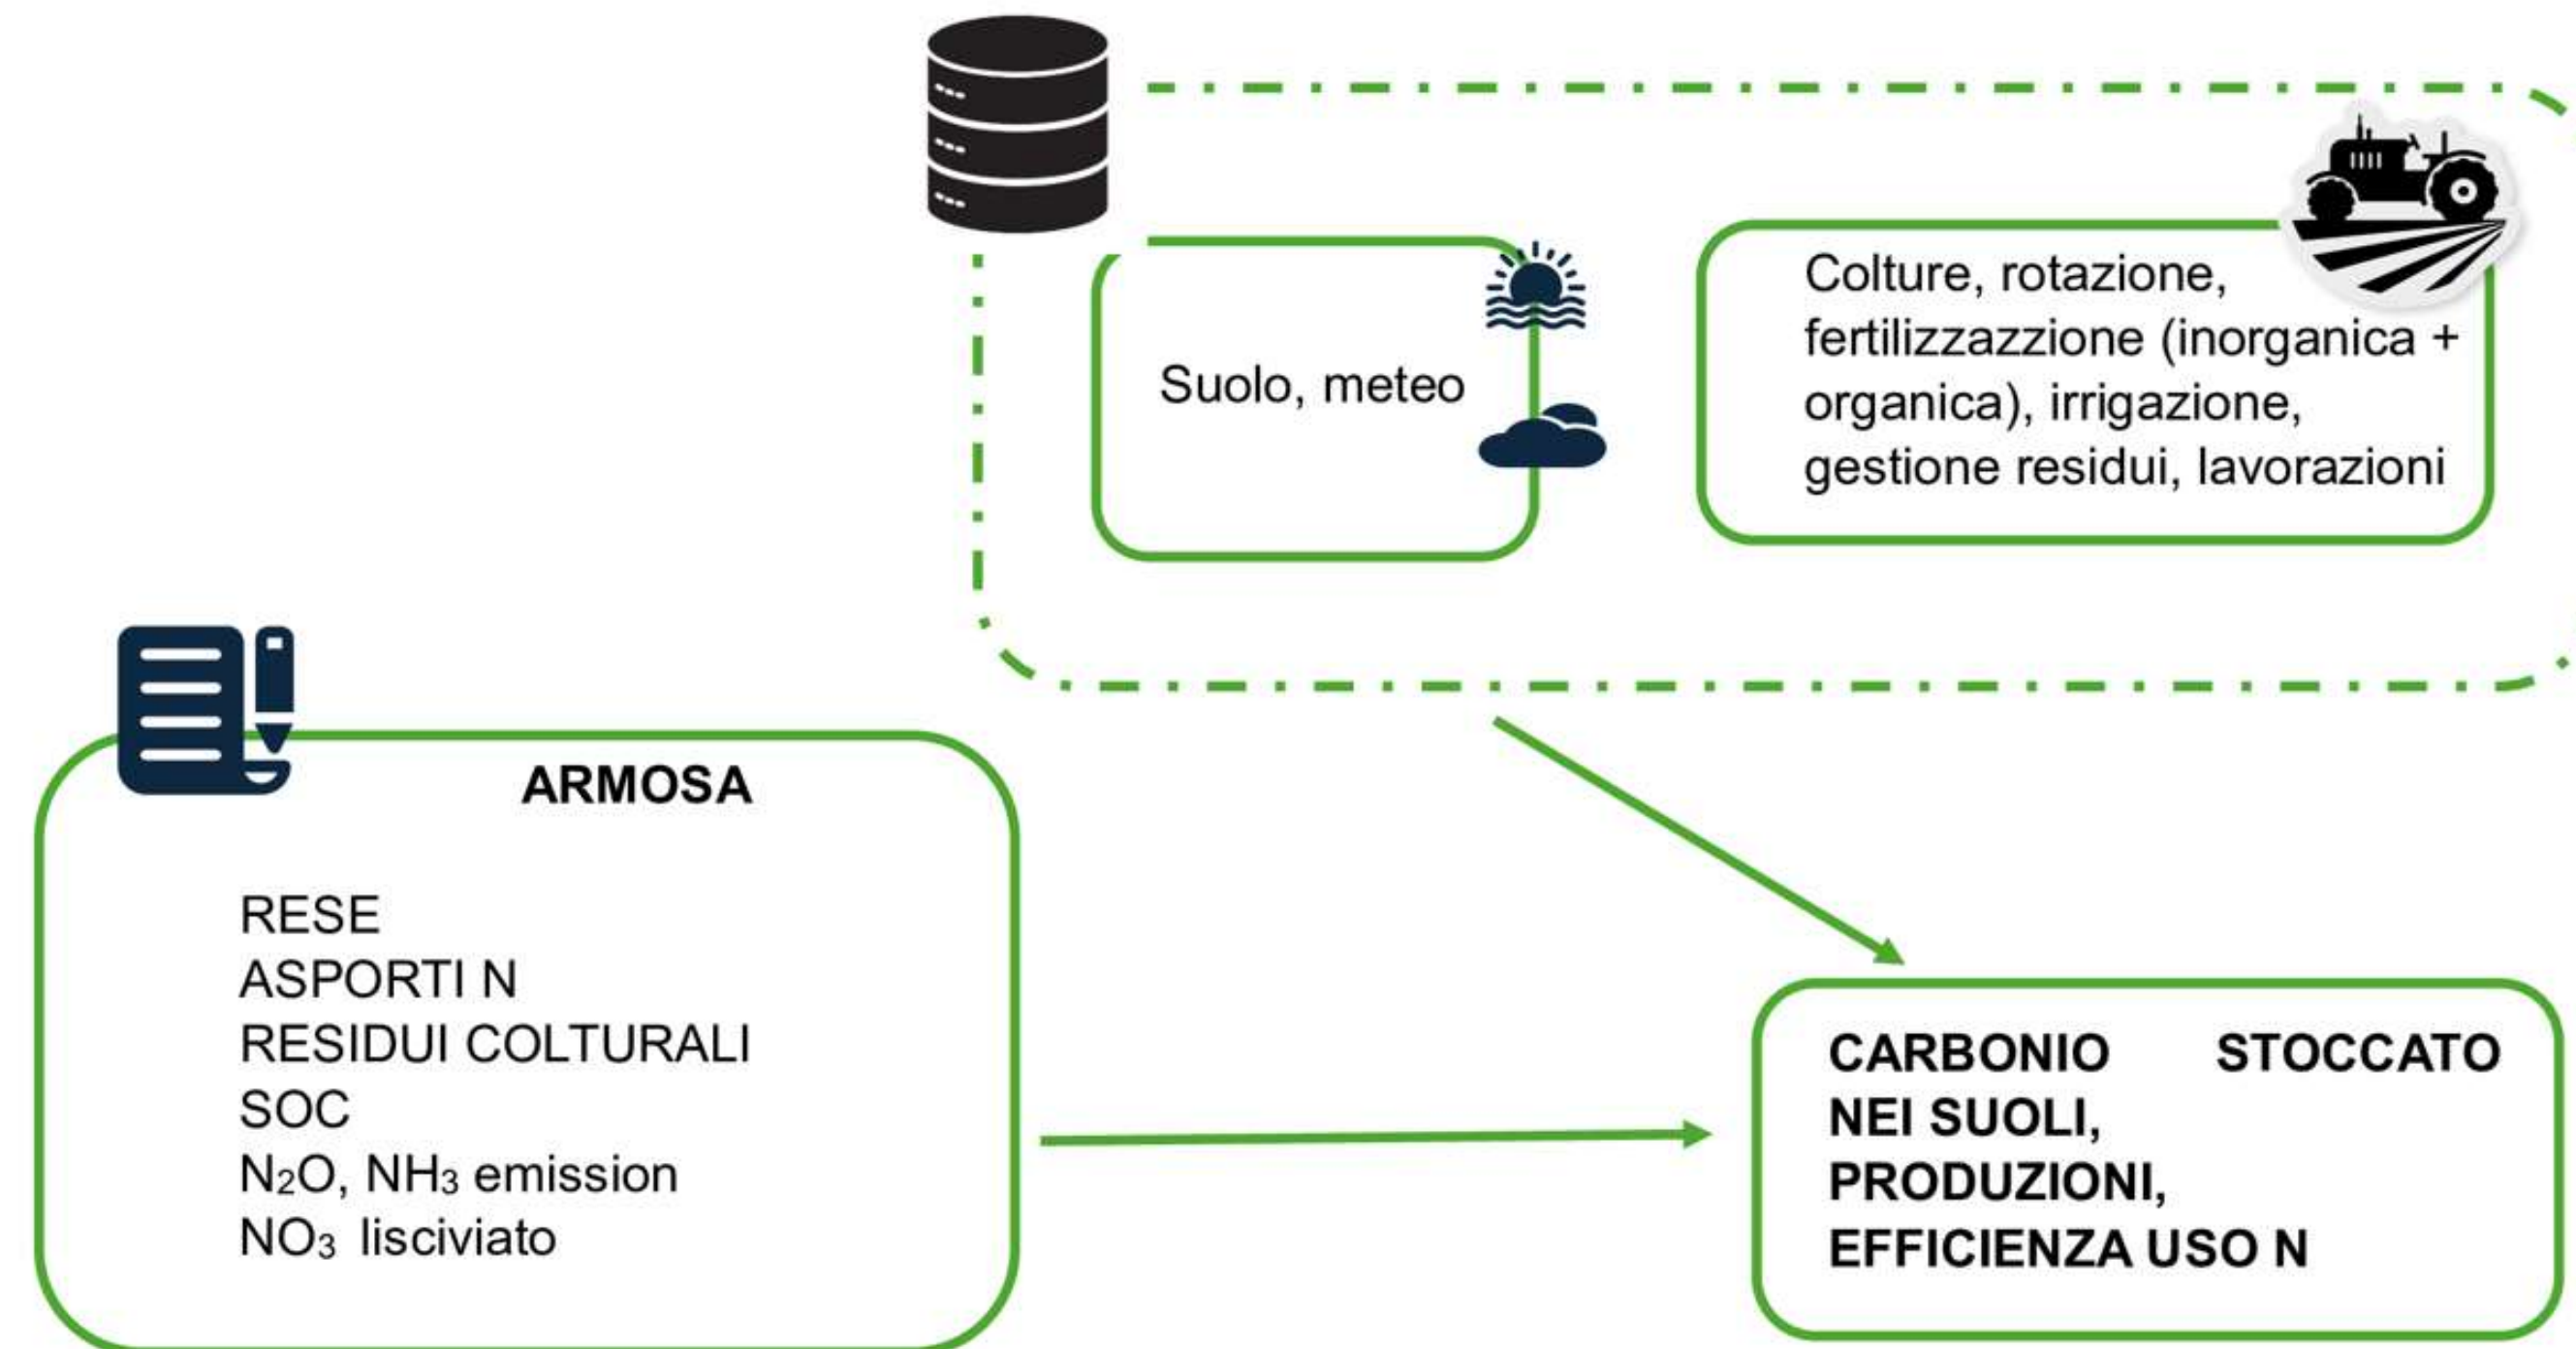 Suolo, meteo
Colture, rotazione,
fertilizzazzione (inorganica +
organica), irrigazione,
gestione residui, lavorazioni
ARMOSA
RESE
ASPORTI N
RESIDUI COLTURALI
SOC
N₂O, NH₃ emission
NO₃ lisciviato
CARBONIO STOCCATO
NEI SUOLI,
PRODUZIONI,
EFFICIENZA USO N